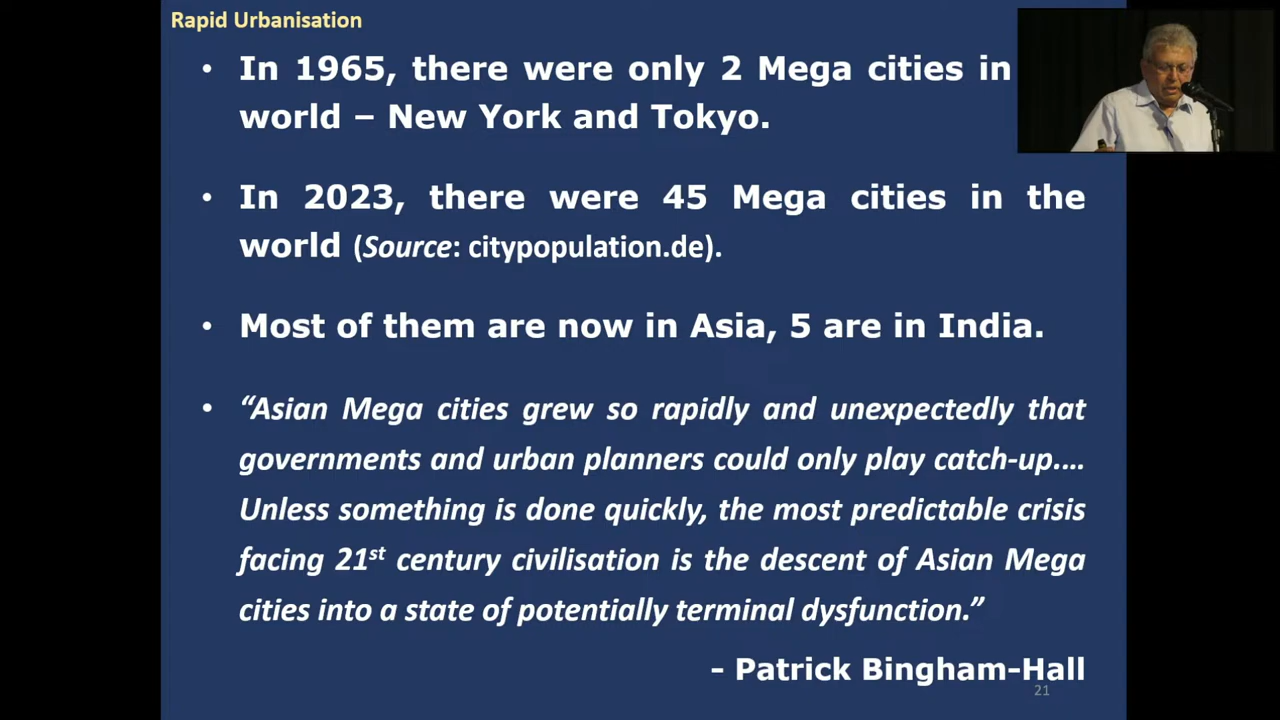 Rapid Urbanisation
• In 1965, there were only 2 Mega cities in
world – New York and Tokyo.
• In 2023, there were 45 Mega cities in the
world (Source: citypopulation.de).
• Most of them are now in Asia, 5 are in India.
• “Asian Mega cities grew so rapidly and unexpectedly that
governments and urban planners could only play catch-up....
Unless something is done quickly, the most predictable crisis
facing 21st century civilisation is the descent of Asian Mega
cities into a state of potentially terminal dysfunction.”
- Patrick Bingham-Hall
21